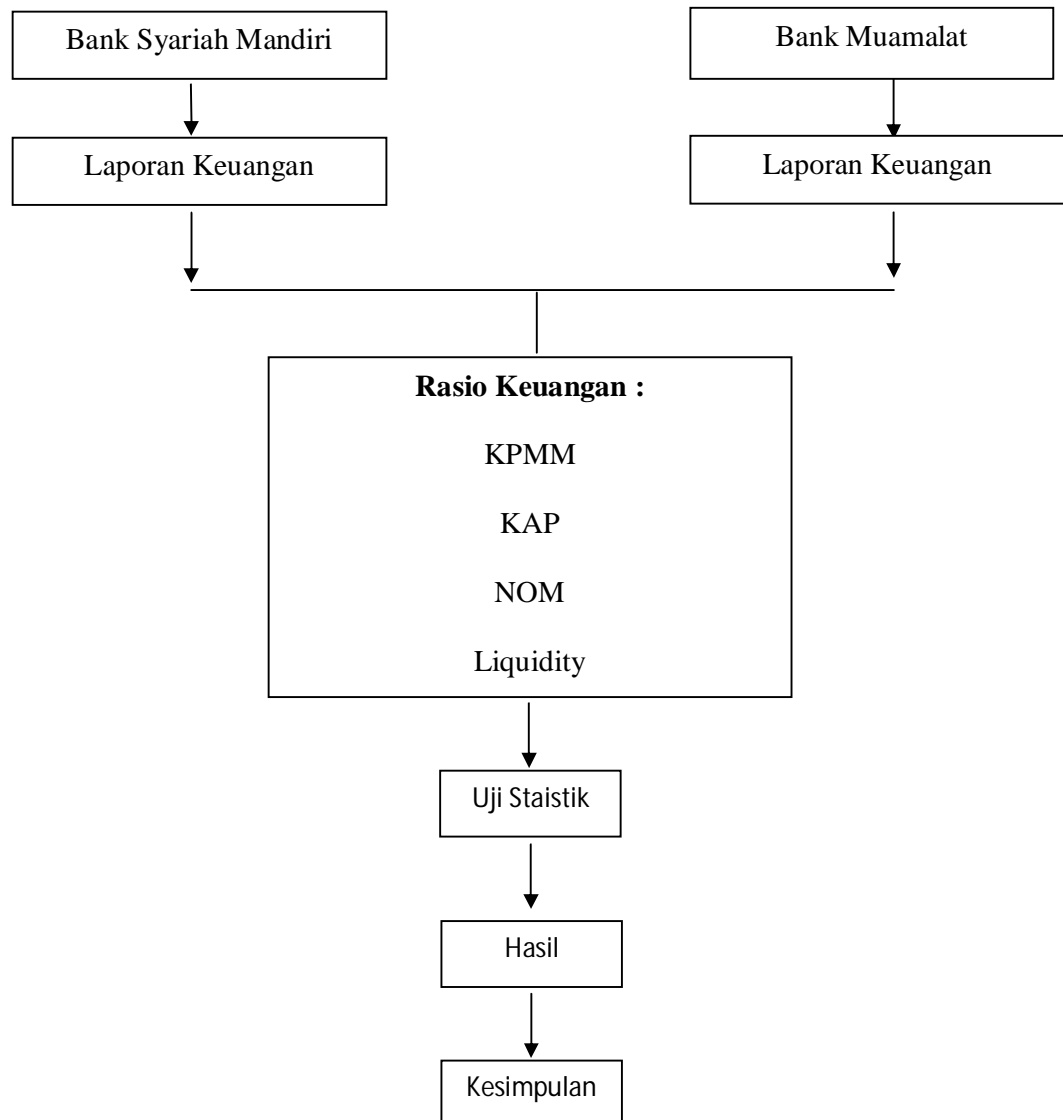 Bank Syariah Mandiri
Bank Muamalat
Laporan Keuangan
Laporan Keuangan
Rasio Keuangan :
KPMM
KAP
NOM
Liquidity
Uji Staistik
Hasil
Kesimpulan